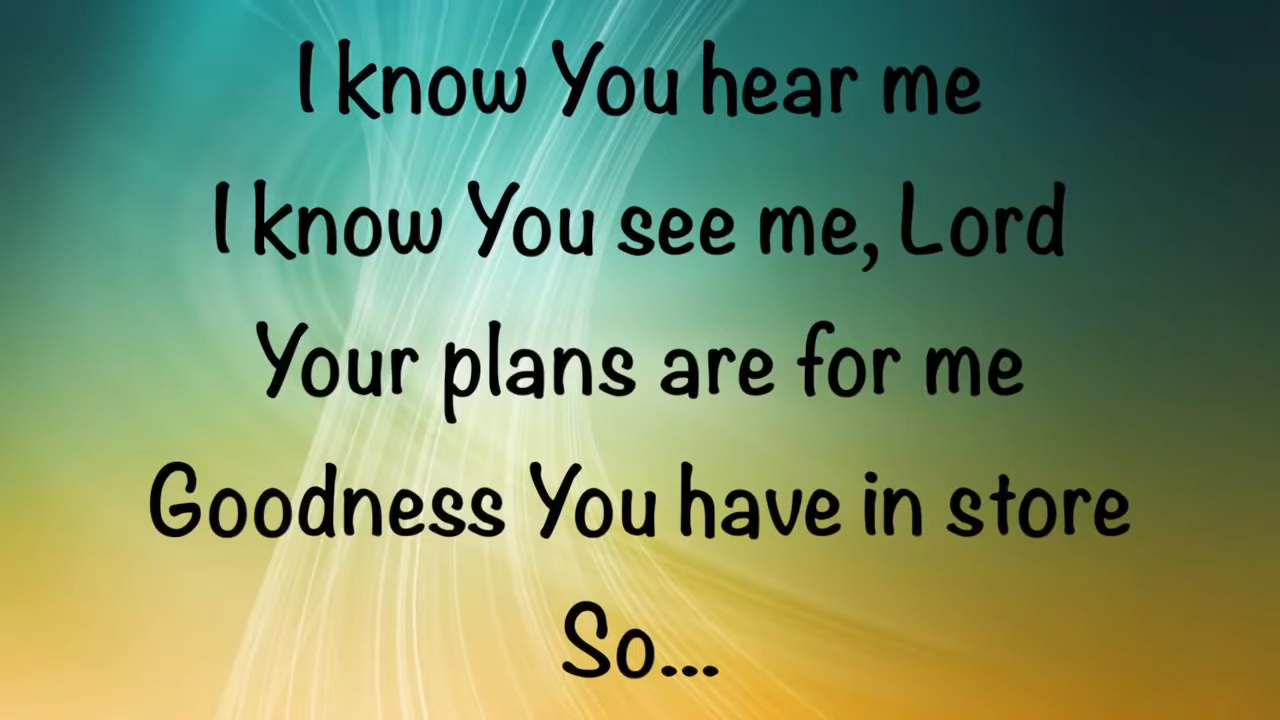 I know You hear me
I know You see me, Lord
Your plans are for me
Goodness You have in store
So...